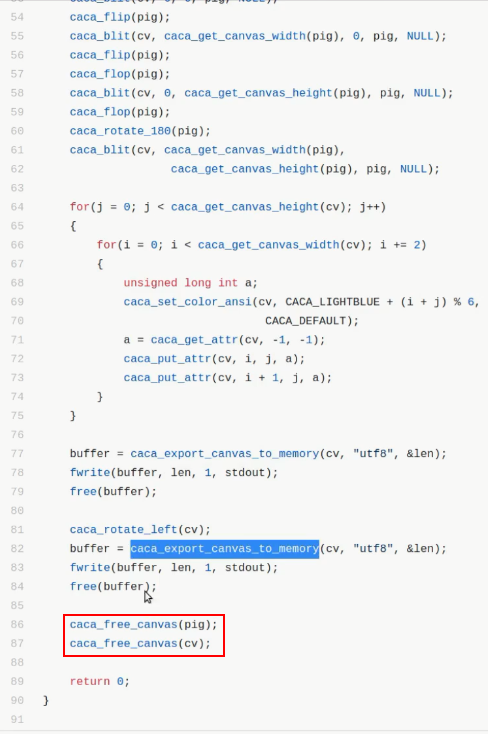 54 caca_flip(pig);
55 caca_blit(cv, caca_get_canvas_width(pig), 0, pig, NULL);
56 caca_flip(pig);
57 caca_flop(pig);
58 caca_blit(cv, 0, caca_get_canvas_height(pig), pig, NULL);
59 caca_flop(pig);
60 caca_rotate_180(pig);
61 caca_blit(cv, caca_get_canvas_width(pig),
62 caca_get_canvas_height(pig), pig, NULL);
63
64 for(j = 0; j < caca_get_canvas_height(cv); j++)
65 {
66 for(i = 0; i < caca_get_canvas_width(cv); i += 2)
67 {
68 unsigned long int a;
69 caca_set_color_ansi(cv, CACA_LIGHTBLUE + (i + j) % 6,
70 CACA_DEFAULT);
71 a = caca_get_attr(cv, -1, -1);
72 caca_put_attr(cv, i, j, a);
73 caca_put_attr(cv, i + 1, j, a);
74 }
75 }
76
77 buffer = caca_export_canvas_to_memory(cv, "utf8", &len);
78 fwrite(buffer, len, 1, stdout);
79 free(buffer);
80
81 caca_rotate_left(cv);
82 buffer = caca_export_canvas_to_memory(cv, "utf8", &len);
83 fwrite(buffer, len, 1, stdout);
84 free(buffer);
85
86 caca_free_canvas(pig);
87 caca_free_canvas(cv);
88
89 return 0;
90 }
91